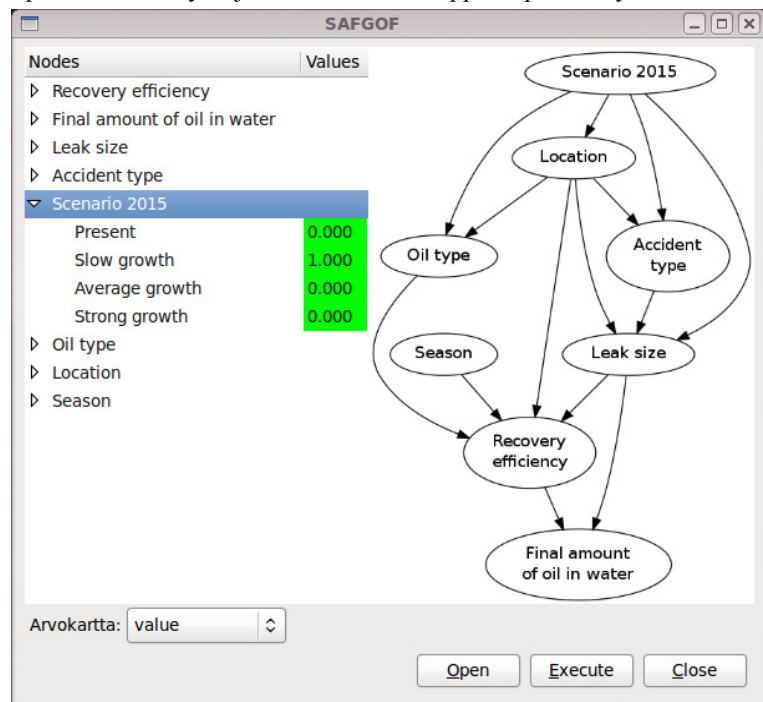 SAFGOF
Nodes Values
Recovery efficiency
Final amount of oil in water
Leak size
Accident type
Scenario 2015
Present 0.000
Slow growth 1.000
Average growth 0.000
Strong growth 0.000
Oil type
Location
Season
Scenario 2015
Location
Oil type
Accident
type
Season
Leak size
Recovery
efficiency
Final amount
of oil in water
Arvokartta: value
Open Execute Close